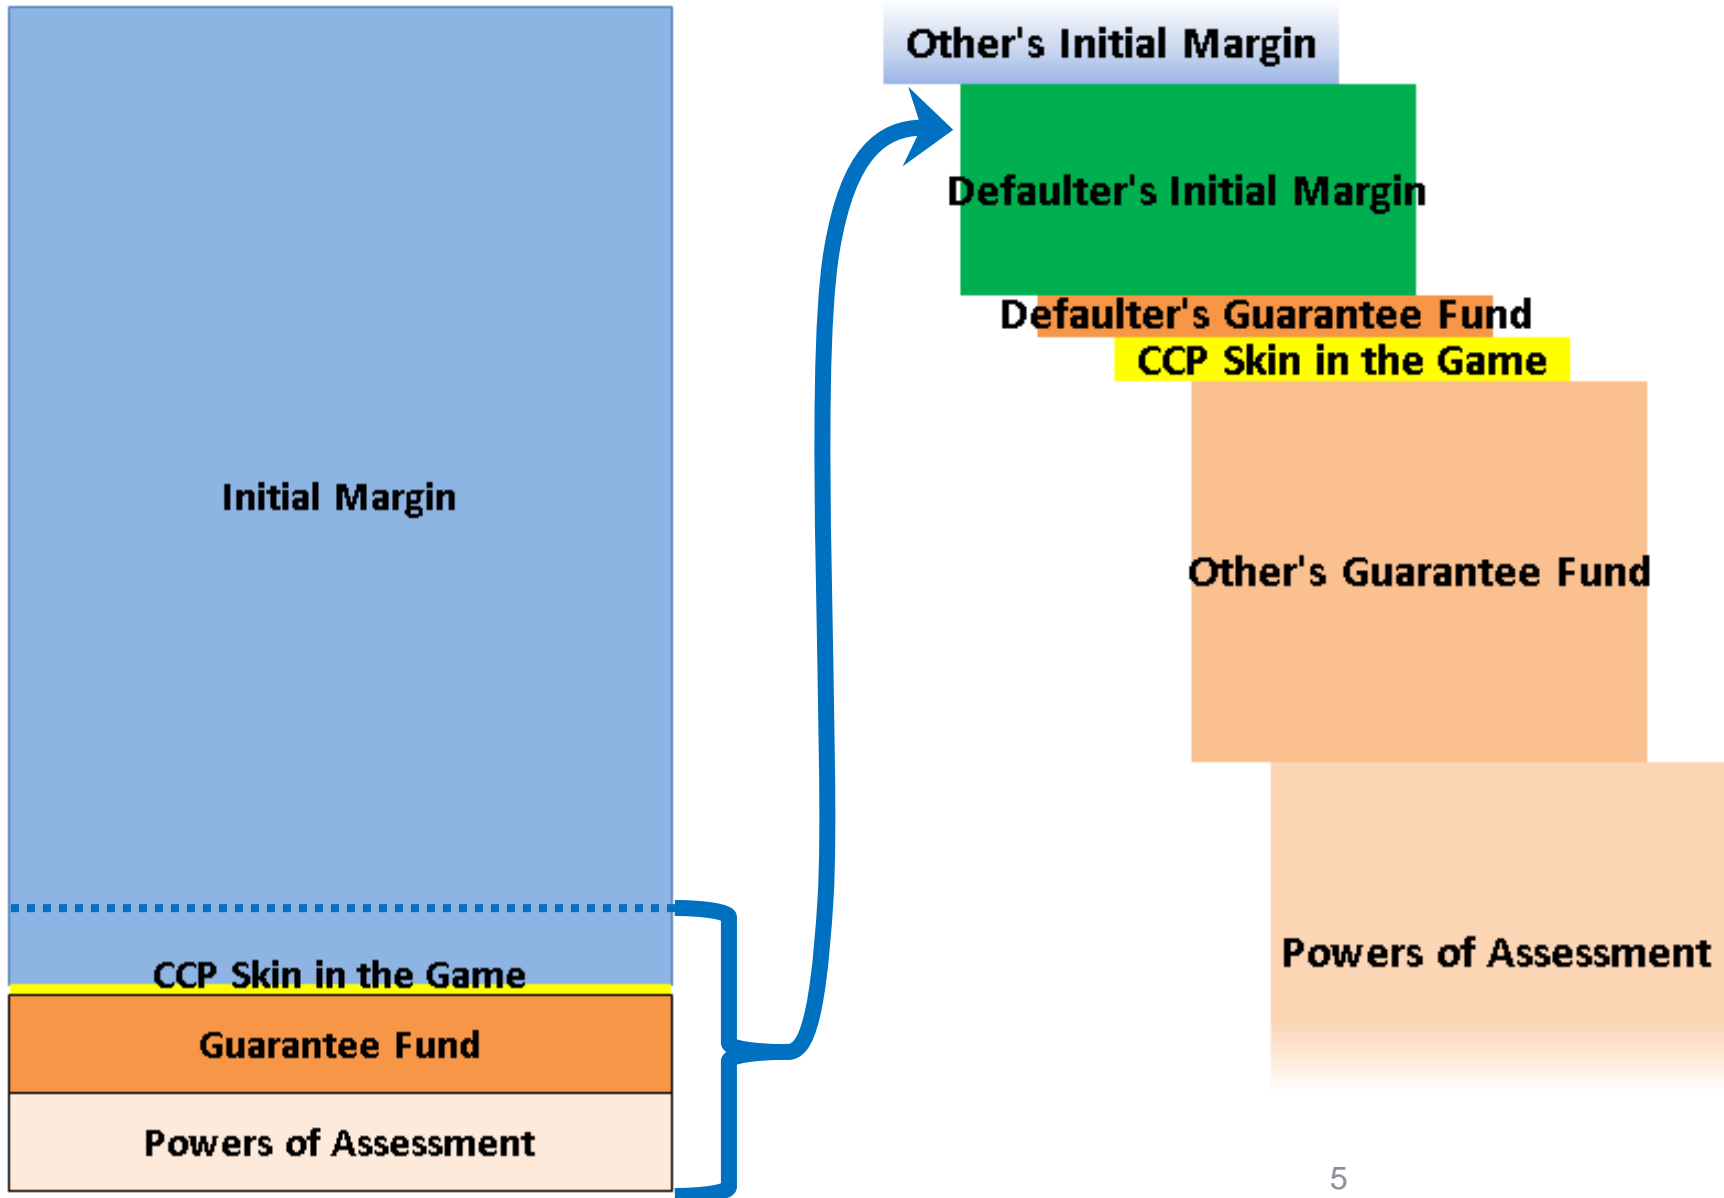 Initial Margin
CCP Skin in the Game
Guarantee Fund
Powers of Assessment
Other's Initial Margin
Defaulter's Initial Margin
Defaulter's Guarantee Fund
CCP Skin in the Game
Other's Guarantee Fund
Powers of Assessment
5